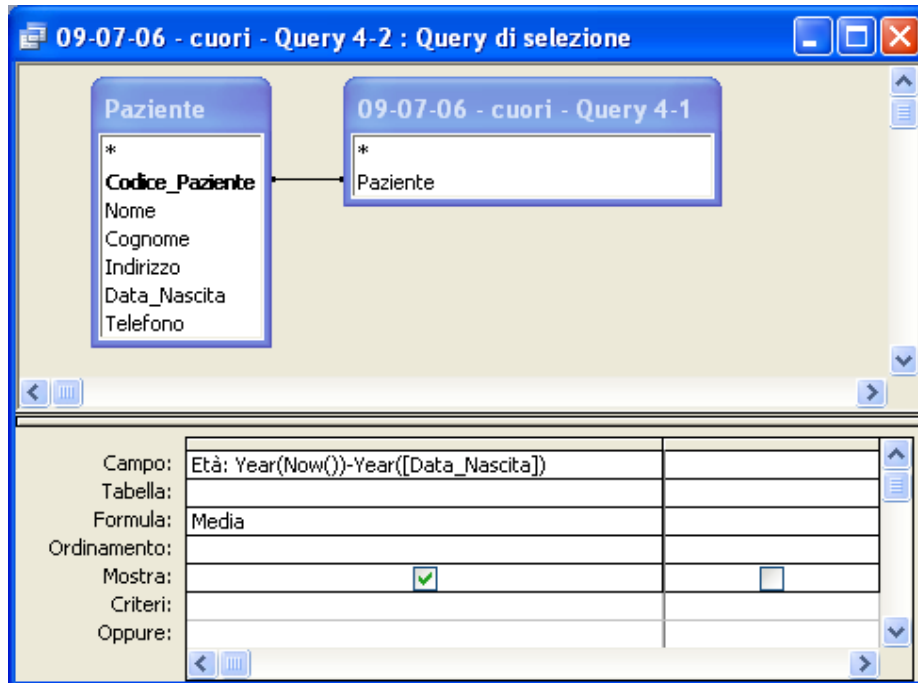 09-07-06 - cuori - Query 4-2 : Query di selezione
Paziente
*
Codice_Paziente
Nome
Cognome
Indirizzo
Data_Nascita
Telefono
09-07-06 - cuori - Query 4-1
*
Paziente
Campo: Età: Year(Now())-Year([Data_Nascita])
Tabella:
Formula: Media
Ordinamento:
Mostra:
Criteri:
Oppure: